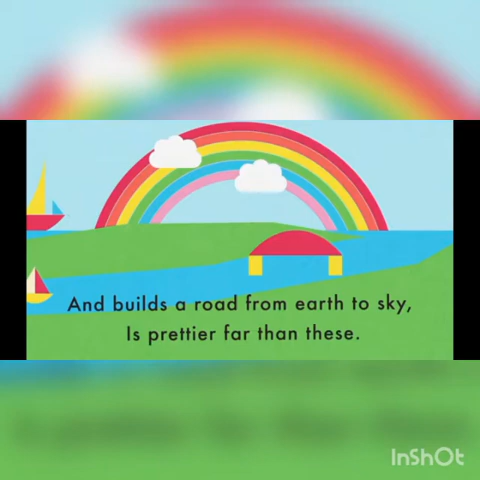 And builds a road from earth to sky,
Is prettier far than these.
InShOt